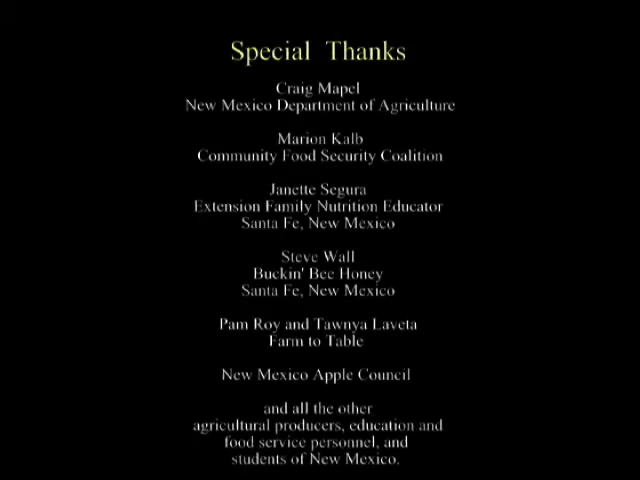 Special Thanks
Craig Mapel
New Mexico Department of Agriculture
Marion Kalb
Community Food Security Coalition
Janette Segura
Extension Family Nutrition Educator
Santa Fe, New Mexico
Steve Wall
Buckin' Bee Honey
Santa Fe, New Mexico
Pam Roy and Tawnya Laveta
Farm to Table
New Mexico Apple Council
and all the other
agricultural producers, education and
food service personnel, and
students of New Mexico.